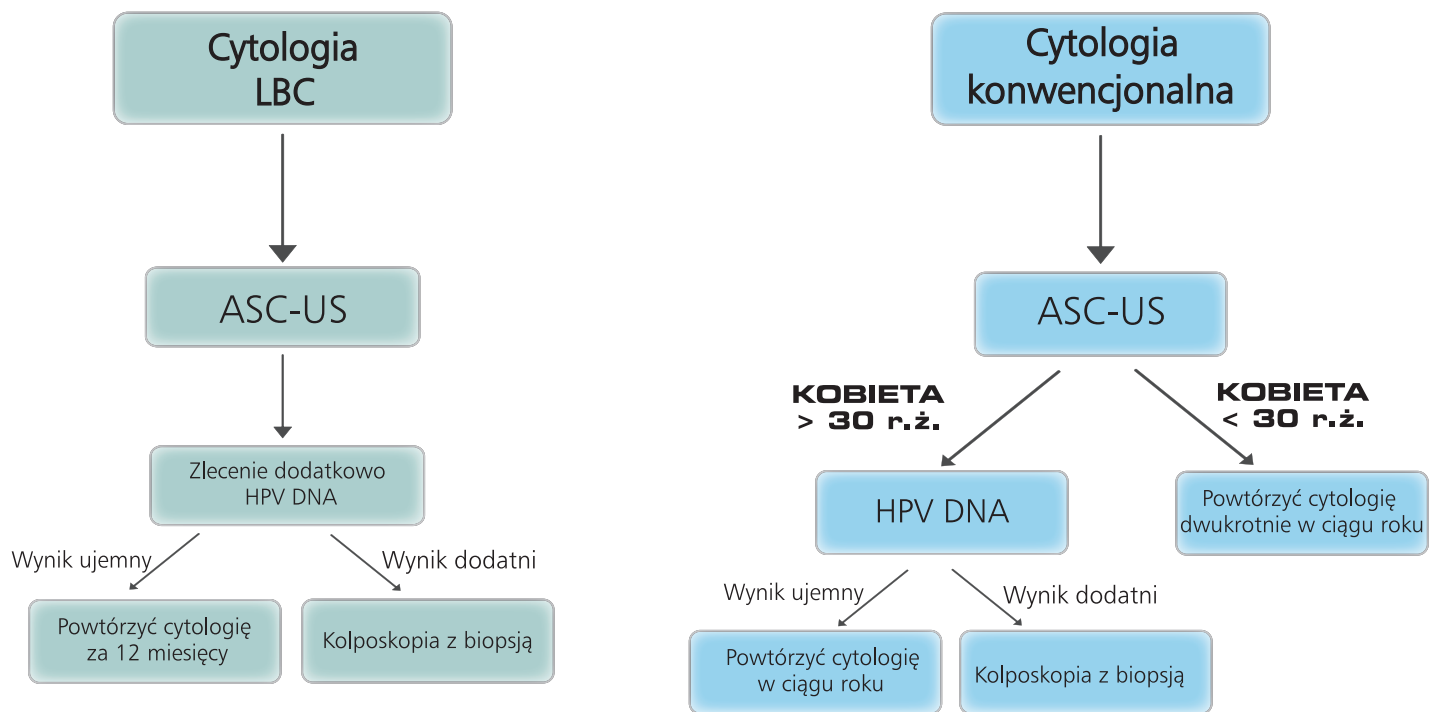 Cytologia
LBC
ASC-US
Zlecenie dodatkowo
HPV DNA
Wynik ujemny
Wynik dodatni
Powtórzyć cytologię
za 12 miesięcy
Kolposkopia z biopsją
Cytologia
konwencjonalna
ASC-US
KOBIETA
> 30 r.ż.
KOBIETA
< 30 r.ż.
HPV DNA
Powtórzyć cytologię
dwukrotnie w ciągu roku
Wynik ujemny
Wynik dodatni
Powtórzyć cytologię
w ciągu roku
Kolposkopia z biopsją